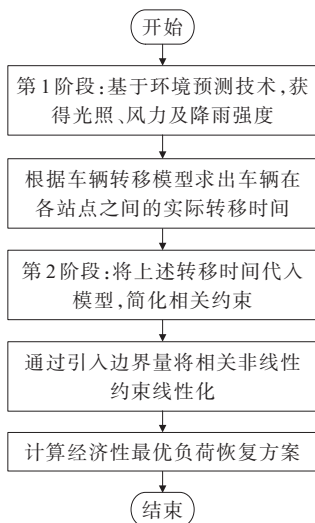 开始
第1阶段:基于环境预测技术,获
得光照、风力及降雨强度
根据车辆转移模型求出车辆在
各站点之间的实际转移时间
第2阶段:将上述转移时间代入
模型,简化相关约束
通过引入边界量将相关非线性
约束线性化
计算经济性最优负荷恢复方案
结束